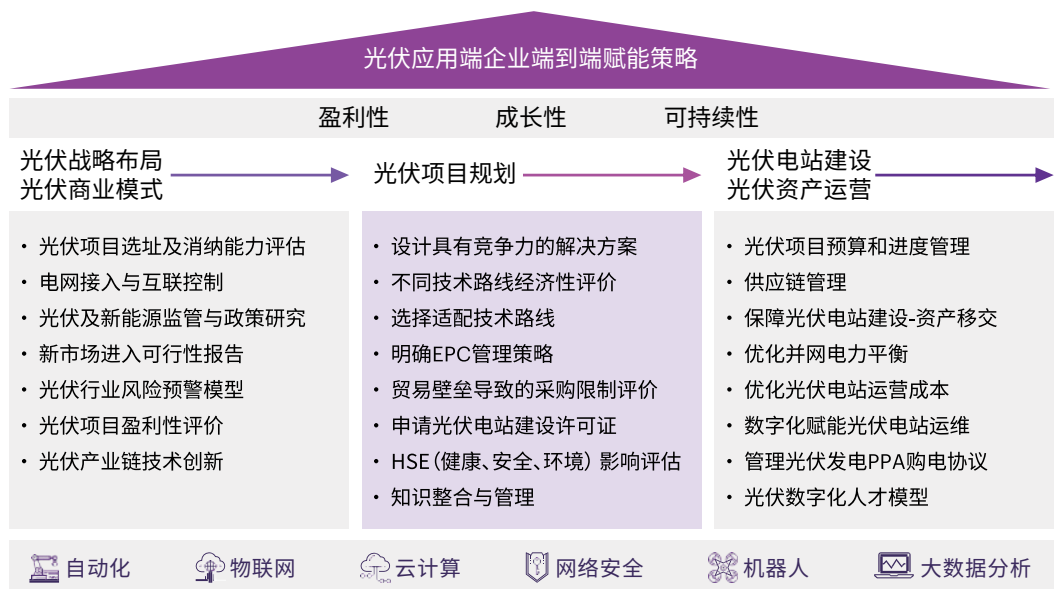 光伏应用端企业端到端赋能策略
盈利性 成长性 可持续性
光伏战略布局
光伏商业模式
光伏项目规划
光伏电站建设
光伏资产运营
· 光伏项目选址及消纳能力评估
· 电网接入与互联控制
· 光伏及新能源监管与政策研究
· 新市场进入可行性报告
· 光伏行业风险预警模型
· 光伏项目盈利性评价
· 光伏产业链技术创新
· 设计具有竞争力的解决方案
· 不同技术路线经济性评价
· 选择适配技术路线
· 明确EPC管理策略
· 贸易壁垒导致的采购限制评价
· 申请光伏电站建设许可证
· HSE（健康、安全、环境）影响评估
· 知识整合与管理
· 光伏项目预算和进度管理
· 供应链管理
· 保障光伏电站建设-资产移交
· 优化并网电力平衡
· 优化光伏电站运营成本
· 数字化赋能光伏电站运维
· 管理光伏发电PPA购电协议
· 光伏数字化人才模型
自动化 物联网 云计算 网络安全 机器人 大数据分析